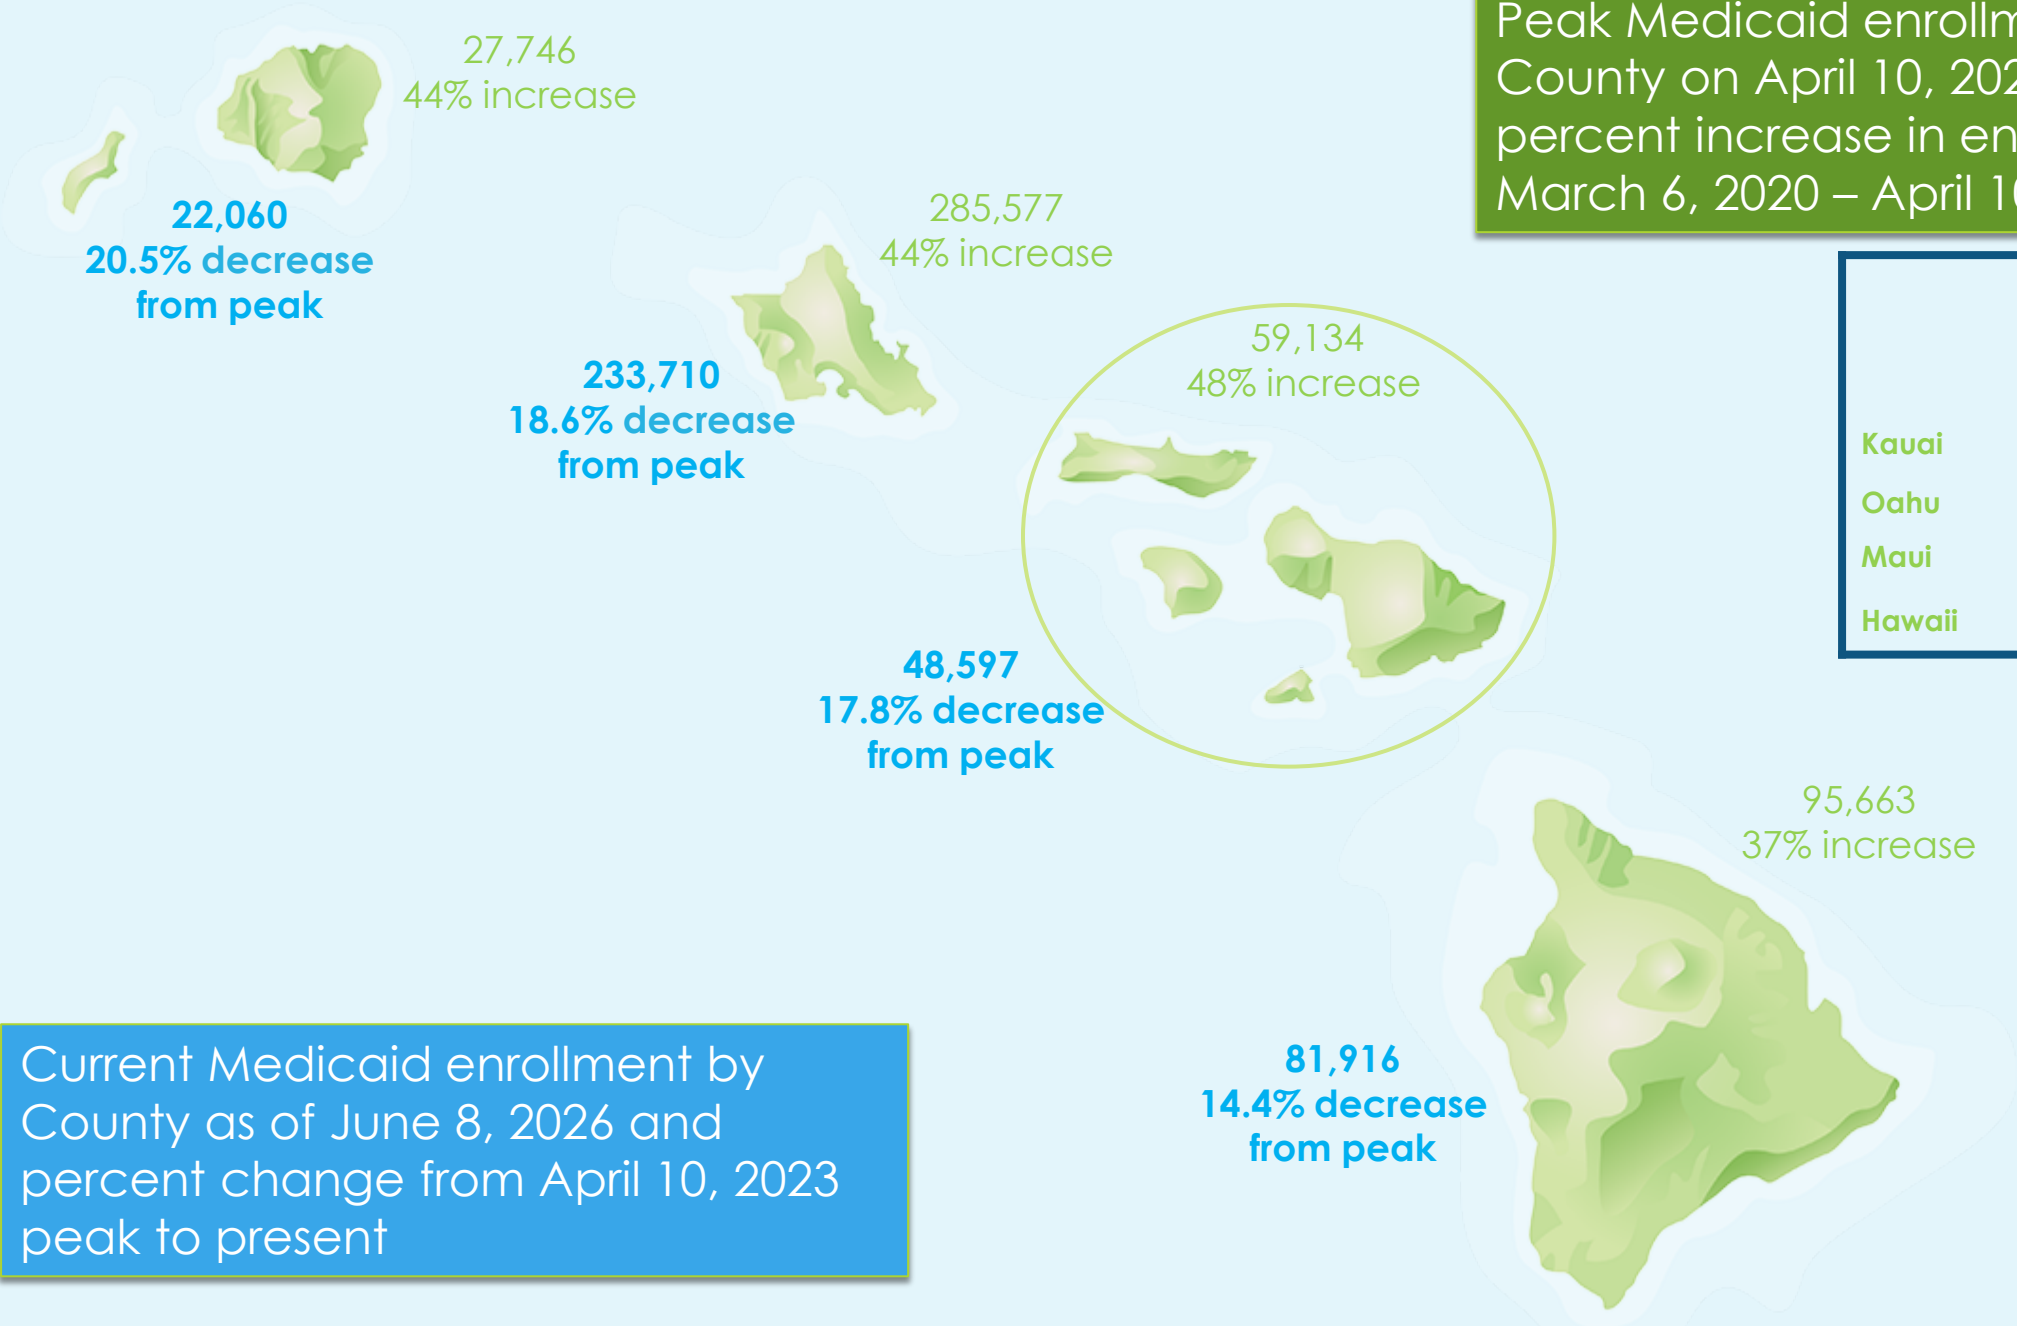 Peak Medicaid
County on April 10,
percent increase in
March 6, 2020 – April
27,746
44% increase
22,060
20.5% decrease
from peak
285,577
44% increase
233,710
18.6% decrease
from peak
59,134
48% increase
48,597
17.8% decrease
from peak
Kauai
Oahu
Maui
Hawaii
95,663
37% increase
81,916
14.4% decrease
from peak
Current Medicaid enrollment by
County as of June 8, 2026 and
percent change from April 10, 2023
peak to present